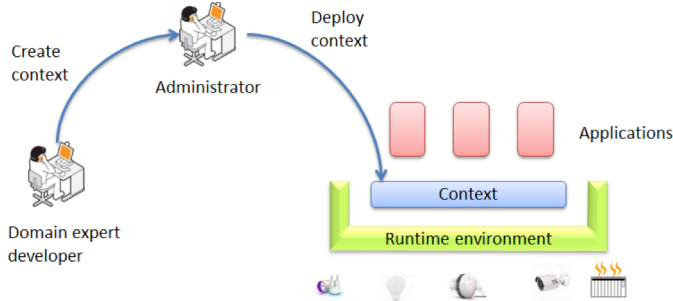 Deploy
context
Create
context
Administrator
Applications
Context
Domain expert
developer
Runtime environment